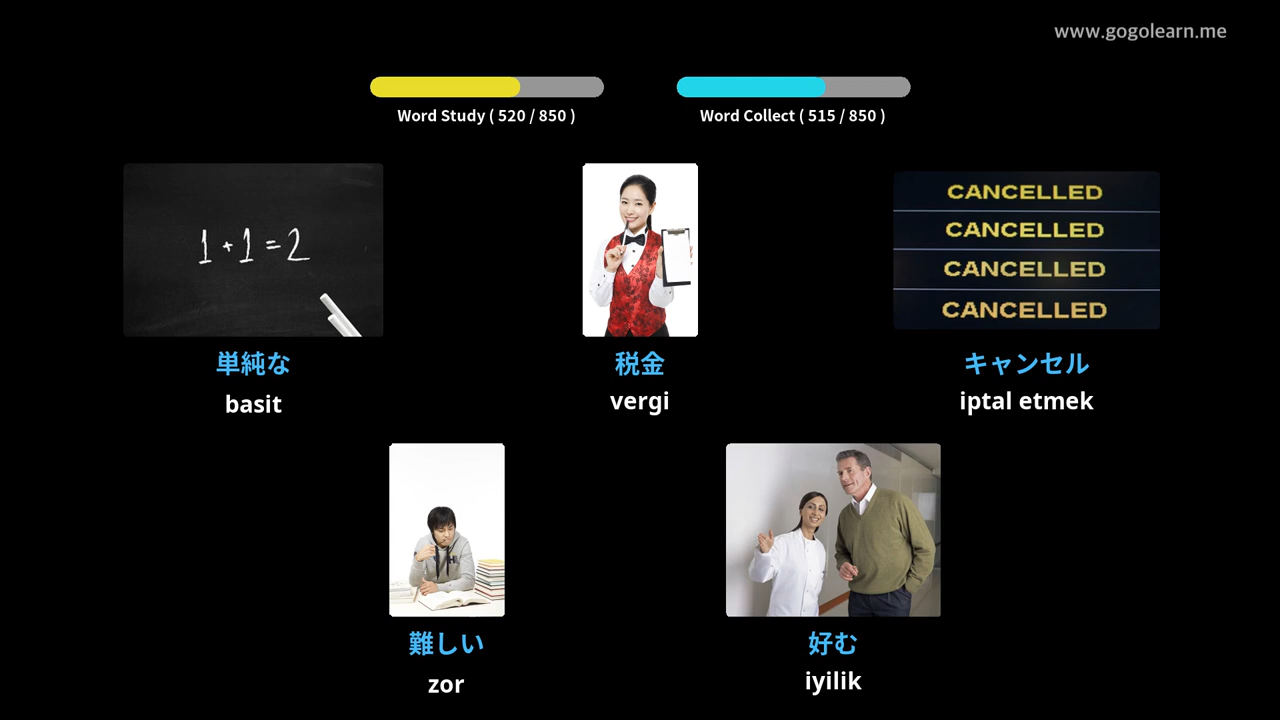 www.gogolearn.me
Word Study ( 520 / 850 )
Word Collect ( 515 / 850 )
1 + 1 = 2
CANCELLED
CANCELLED
CANCELLED
CANCELLED
単純な
税金
キャンセル
basit
vergi
iptal etmek
難しい
好む
zor
iyilik